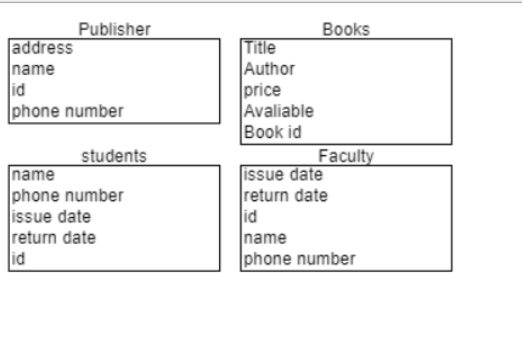 Publisher
address
name
id
phone number
Books
Title
Author
price
Avaliable
Book id
students
name
phone number
issue date
return date
id
Faculty
issue date
return date
id
name
phone number